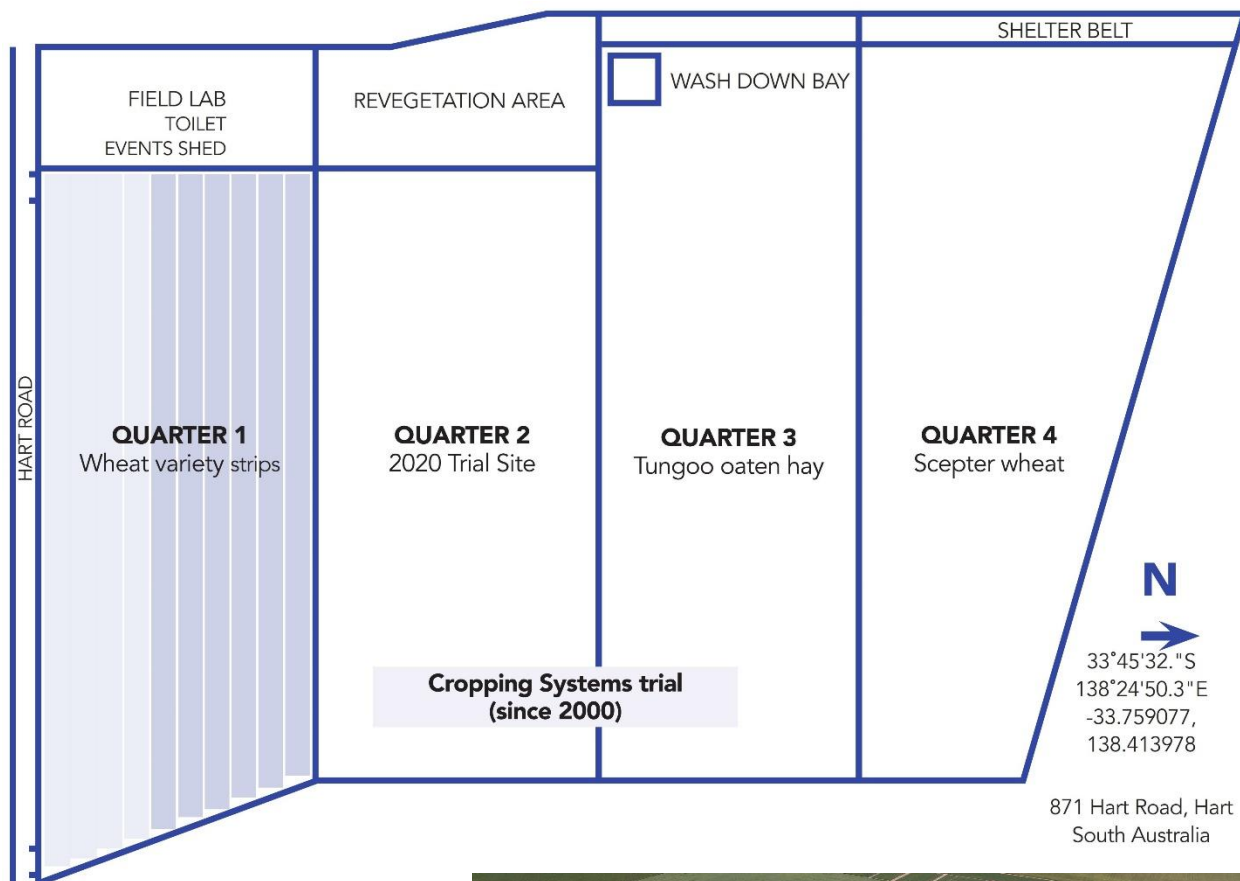 SHELTER BELT
FIELD LAB
TOILET
EVENTS SHED
REVEGETATION AREA
WASH DOWN BAY
HART ROAD
QUARTER 1
Wheat variety strips
QUARTER 2
2020 Trial Site
QUARTER 3
Tungoo oaten hay
QUARTER 4
Scepter wheat
Cropping Systems trial
(since 2000)
N
33°45'32."S
138°24'50.3"E
-33.759077,
138.413978
871 Hart Road, Hart
South Australia